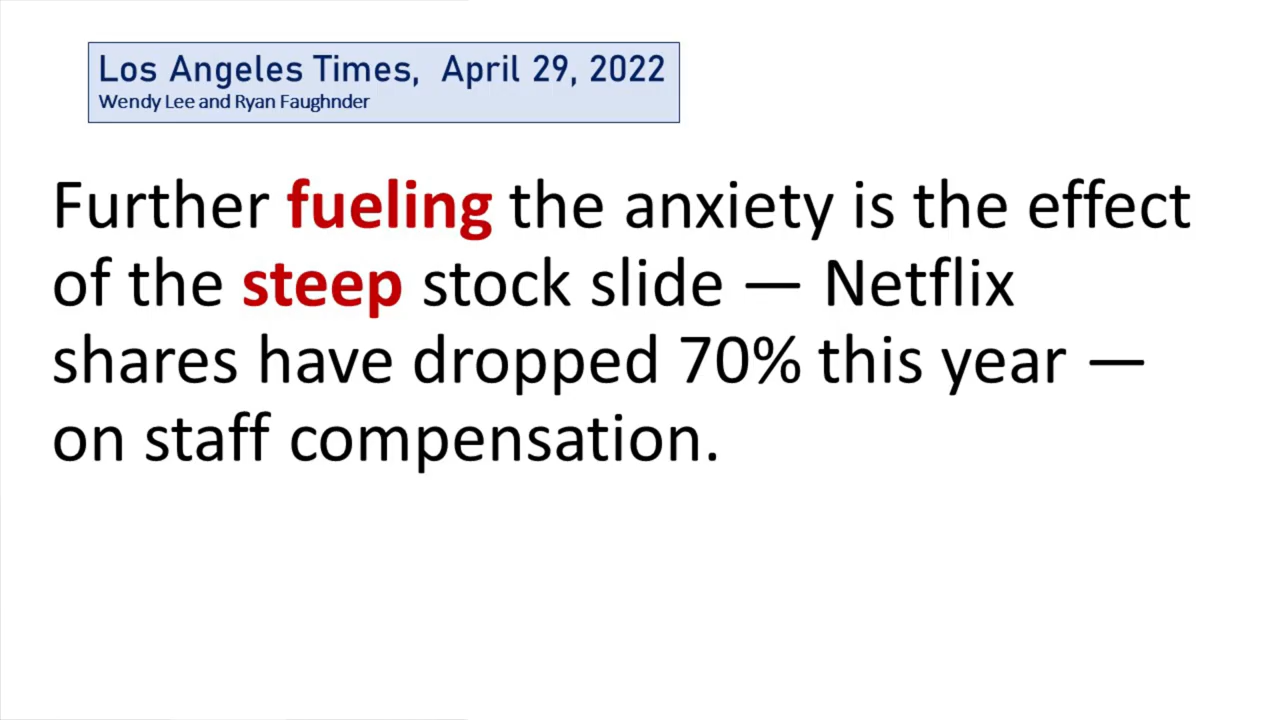 Los Angeles Times, April 29, 2022
Wendy Lee and Ryan Faughnder
Further fueling the anxiety is the effect
of the steep stock slide — Netflix
shares have dropped 70% this year —
on staff compensation.